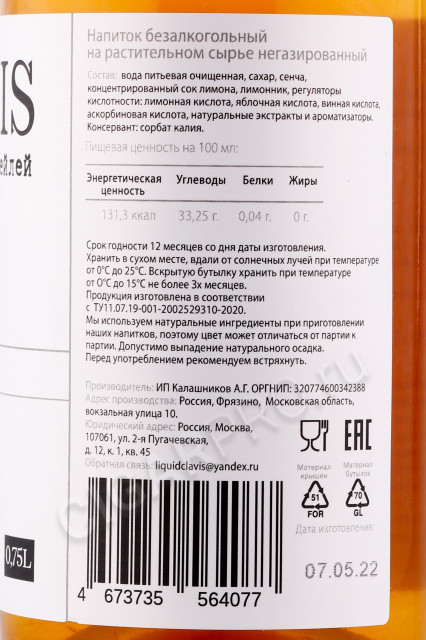 Напиток безалкогольный
на растительном сырье негазированный
Состав: вода питьевая очищенная, сахар, сенча,
концентрированный сок лимона, лимонник, регуляторы
кислотности: лимонная кислота, яблочная кислота, винная кислота,
аскорбиновая кислота, натуральные экстракты и ароматизаторы.
Консервант: сорбат калия.
Пищевая ценность на 100 мл:
Энергетическая ценность Углеводы Белки Жиры
131,3 ккал 33,25 г. 0,04 г. 0 г.
Срок годности 12 месяцев со дня даты изготовления.
Хранить в сухом месте, вдали от солнечных лучей при температуре
от 0°С до 25°С. Вскрытую бутылку хранить при температуре
от 0°С до 15°С не более 3х месяцев.
Продукция изготовлена в соответствии
с ТУ11.07.19-001-2002529310-2020.
Мы используем натуральные ингредиенты при приготовлении
наших напитков, поэтому цвет может отличаться от партии к
партии. Допустимо выпадение натурального осадка.
Перед употреблением рекомендуем встряхнуть.
Производитель: ИП Калашников А.Г. ОРГНИП: 320774600342388
Адрес производства: Россия, Фрязино, Московская область,
вокзальная улица 10.
Юридический адрес: Россия, Москва,
107061, ул. 2-я Пугачевская,
д. 12, к. 1, кв. 45
Обратная связь: liquidclavis@yandex.ru
EAC
Материал крышек
Материал бутылок
51
FOR
70
GL
Дата изготовления:
07.05.22
4 673735 564077
IS
ейлей
0,75L